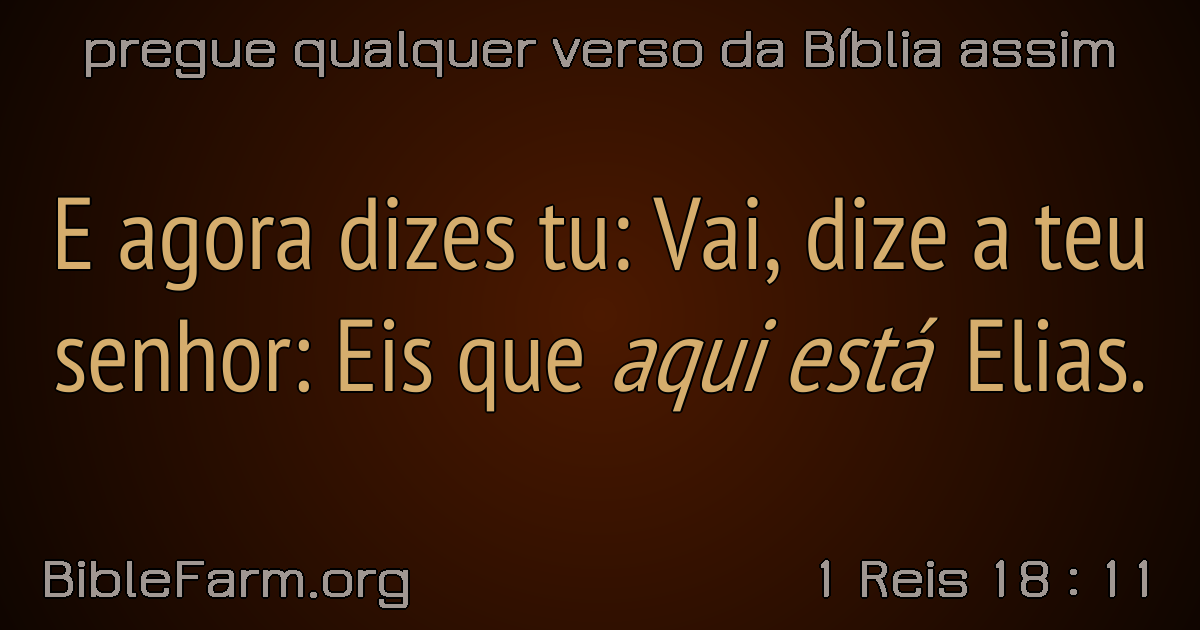 pregue qualquer verso da Bíblia assim
E agora dizes tu: Vai, dize a teu
senhor: Eis que aqui está Elias.
BibleFarm.org
1 Reis 18 : 11